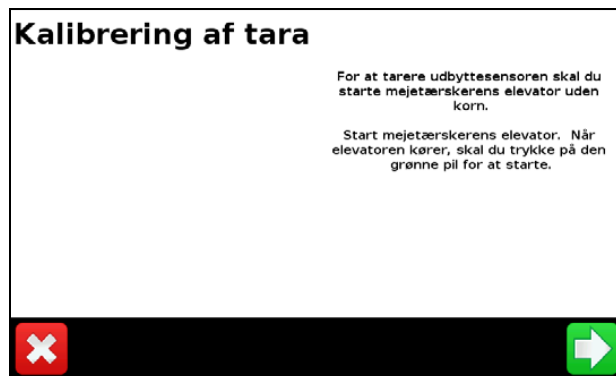 Kalibrering af tara
For at tarere udbyttesensoren skal du
starte mejetærskerens elevator uden
korn.
Start mejetærskerens elevator.  Når
elevatoren kører, skal du trykke på den
grønne pil for at starte.